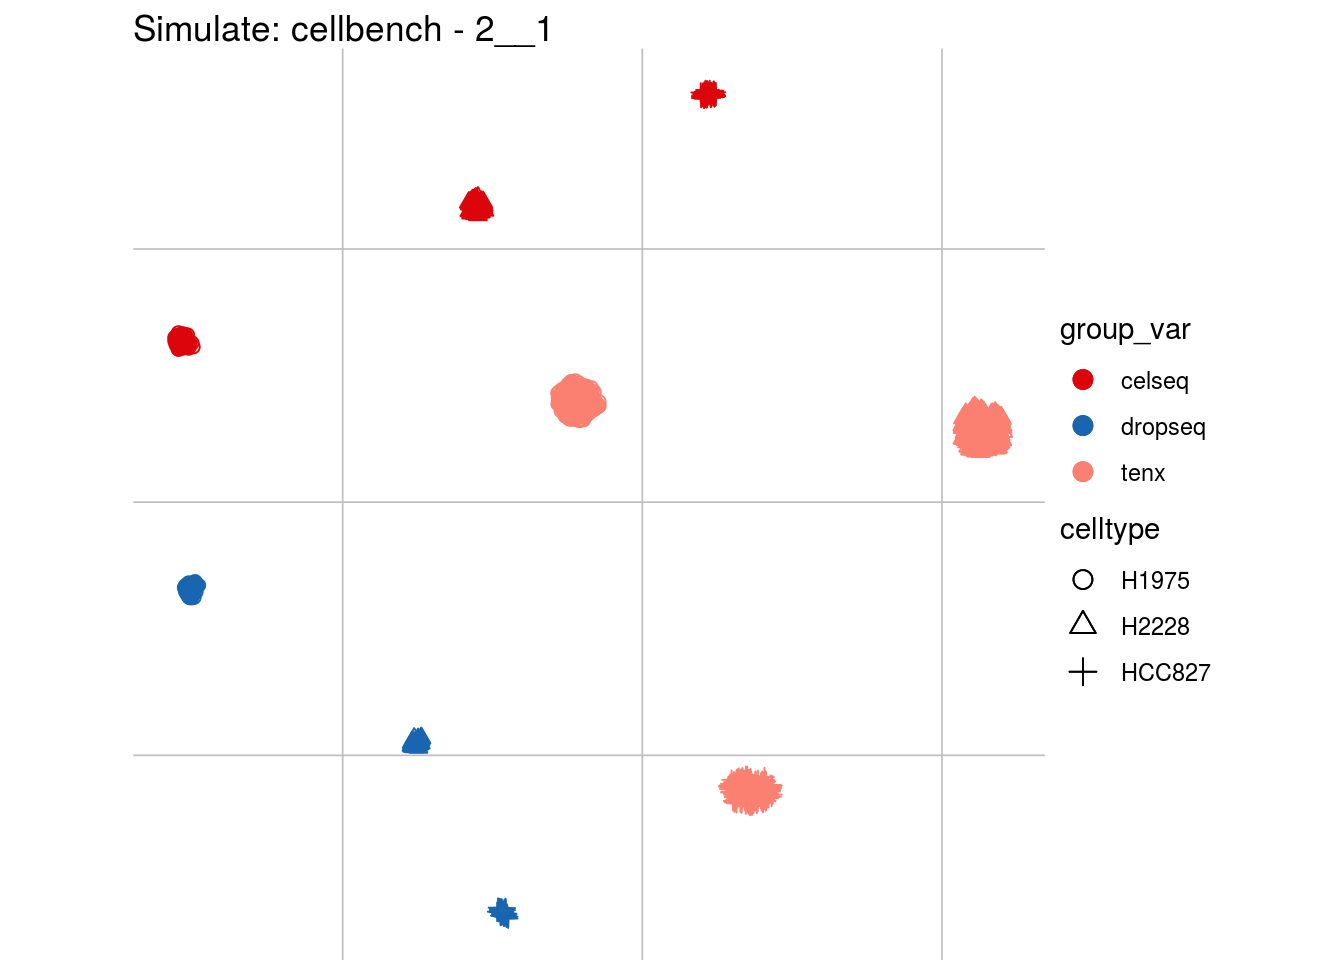 Simulate: cellbench - 2__1
group_var
celseq
dropseq
tenx
celltype
H1975
H2228
HCC827